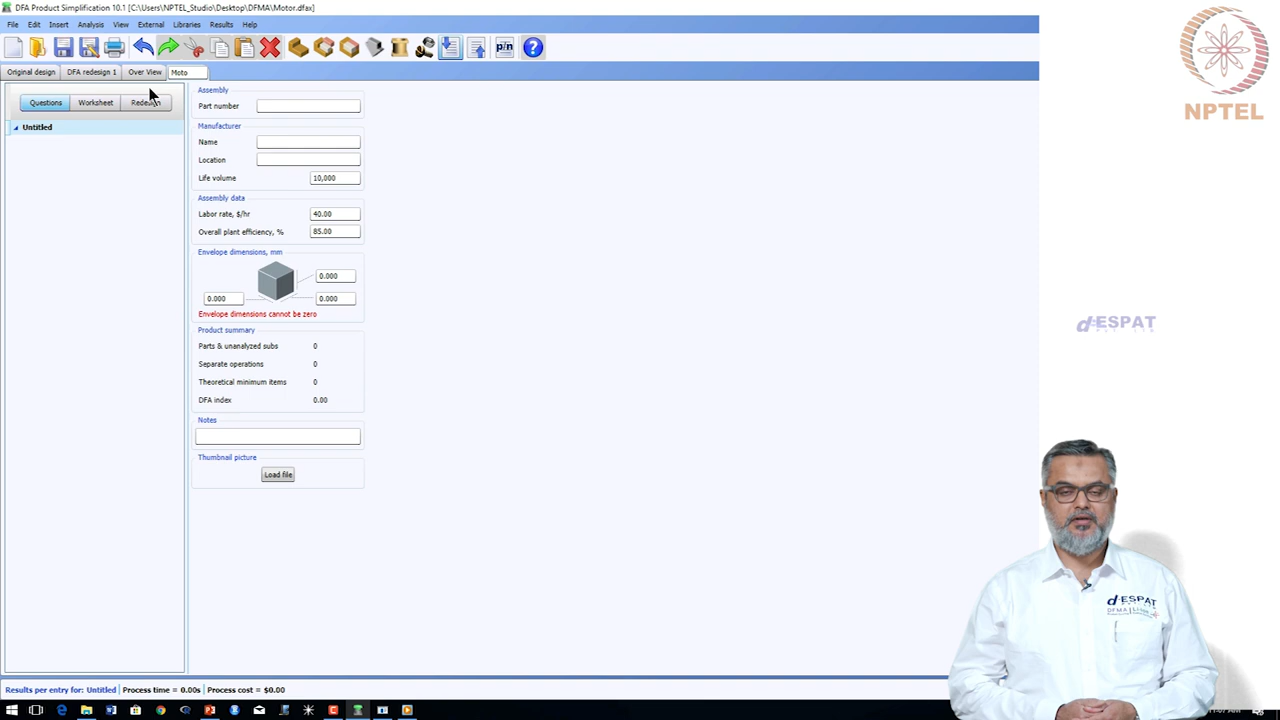 DFA Product Simplification 10.1 [C:\Users\NPTEL_Studio\Desktop\DFMA\Motor.dfax]
File Edit Insert Analysis View External Libraries Results Help
p/n
Original design DFA redesign 1 Over View Moto
Questions Worksheet
Untitled
Assembly
Part number
Manufacturer
Name
Location
Life volume 10,000
Assembly data
Labor rate, $/hr 40.00
Overall plant efficiency, % 85.00
Envelope dimensions, mm
0.000
0.000 0.000
Envelope dimensions cannot be zero
Product summary
Parts & unanalyzed subs 0
Separate operations 0
Theoretical minimum items 0
DFA index 0.00
Notes
Thumbnail picture
Load file
Results per entry for: Untitled Process time = 0.00s Process cost = $0.00
NPTEL
d-ESPAT
d-ESPAT